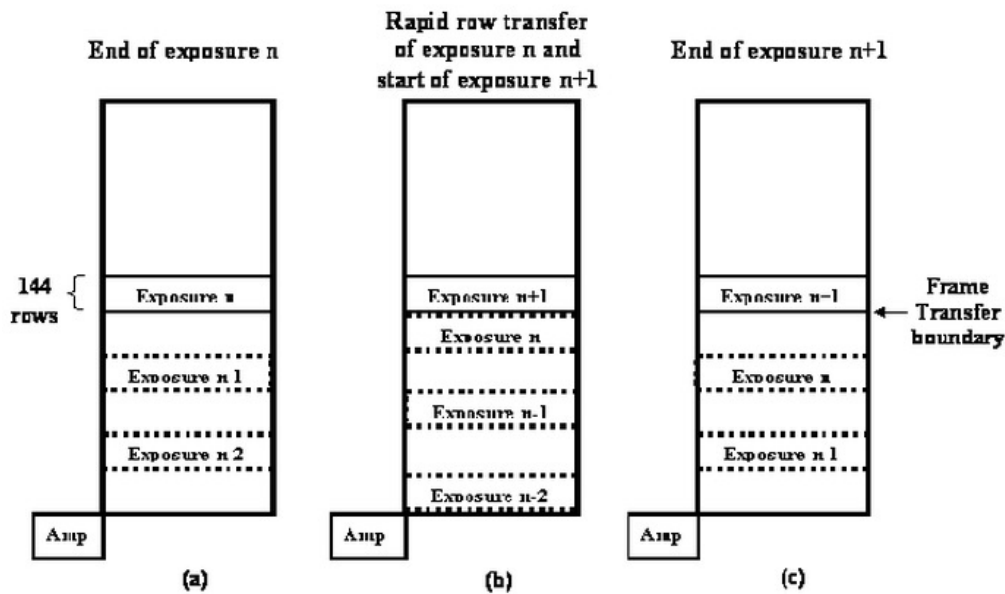 End of exposure n
Rapid row transfer
of exposure n and
start of exposure n+1
End of exposure n+1
144
rows
Exposure n
Exposure n 1
Exposure n 2
Amp
(a)
Exposure n+1
Exposure n
Exposure n-1
Exposure n-2
Amp
(b)
Exposure n-1
Exposure n
Exposure n 1
Amp
(c)
Frame
Transfer
boundary